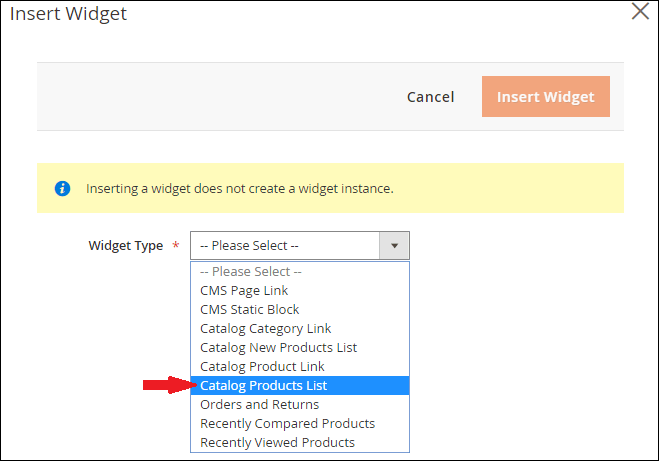 Insert Widget
Cancel
Insert Widget
Inserting a widget does not create a widget instance.
Widget Type * -- Please Select --
-- Please Select --
CMS Page Link
CMS Static Block
Catalog Category Link
Catalog New Products List
Catalog Product Link
Catalog Products List
Orders and Returns
Recently Compared Products
Recently Viewed Products